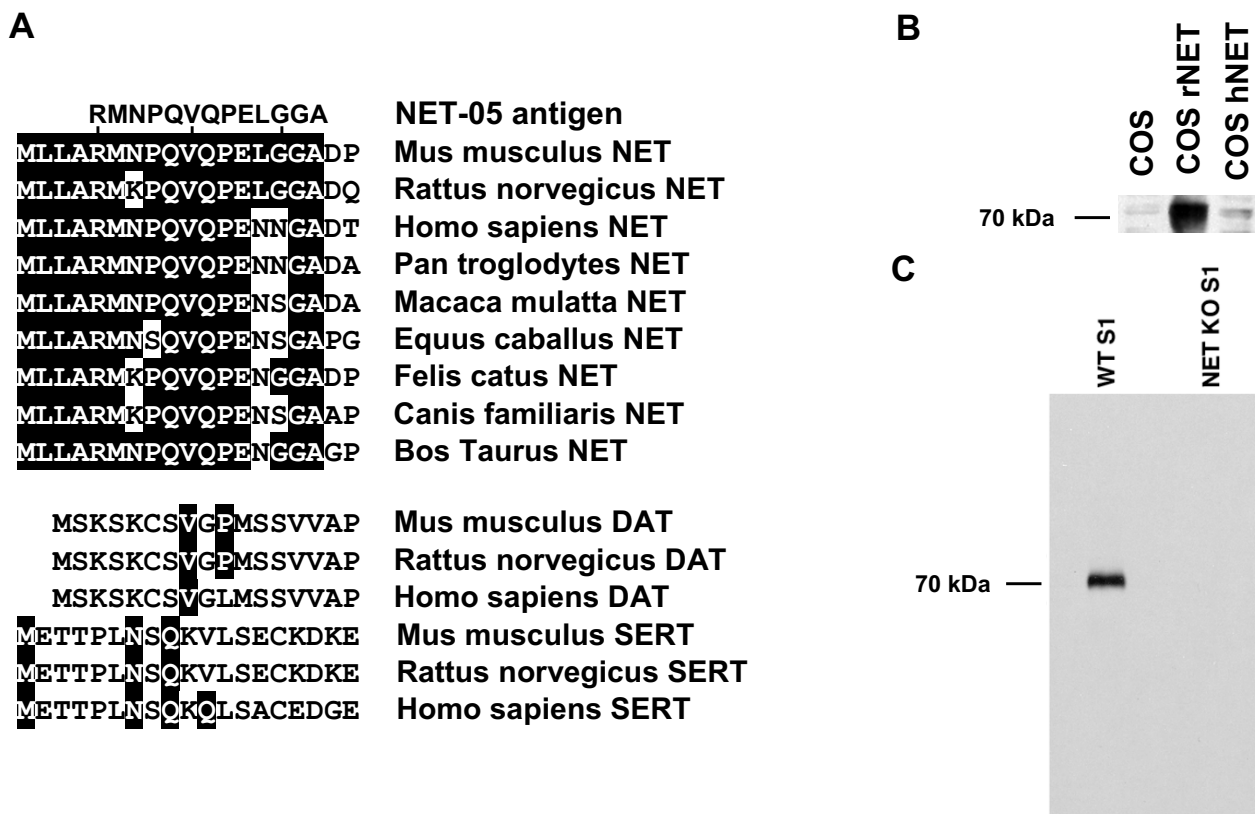 A
RMNPQVQPELGGA NET-05 antigen
MLLARMNPQVQPELGGADP Mus musculus NET
MLLARMKPQVQPELGGADQ Rattus norvegicus NET
MLLARMNPQVQPENNGADT Homo sapiens NET
MLLARMNPQVQPENNGADA Pan troglodytes NET
MLLARMNPQVQPENSGADA Macaca mulatta NET
MLLARMNSQVQPENSGAPG Equus caballus NET
MLLARMKPQVQPENGGADP Felis catus NET
MLLARMKPQVQPENSGAAP Canis familiaris NET
MLLARMNPQVQPENGGAGP Bos Taurus NET
MSKSKCSVGPMSSVVAP Mus musculus DAT
MSKSKCSVGPMSSVVAP Rattus norvegicus DAT
MSKSKCSVGLMSSVVAP Homo sapiens DAT
METTPLNSQKVLSECKDKE Mus musculus SERT
METTPLNSQKVLSECKDKE Rattus norvegicus SERT
METTPLNSQKQLSACEDGE Homo sapiens SERT
B
COS
COS rNET
COS hNET
70 kDa
C
WT S1
NET KO S1
70 kDa